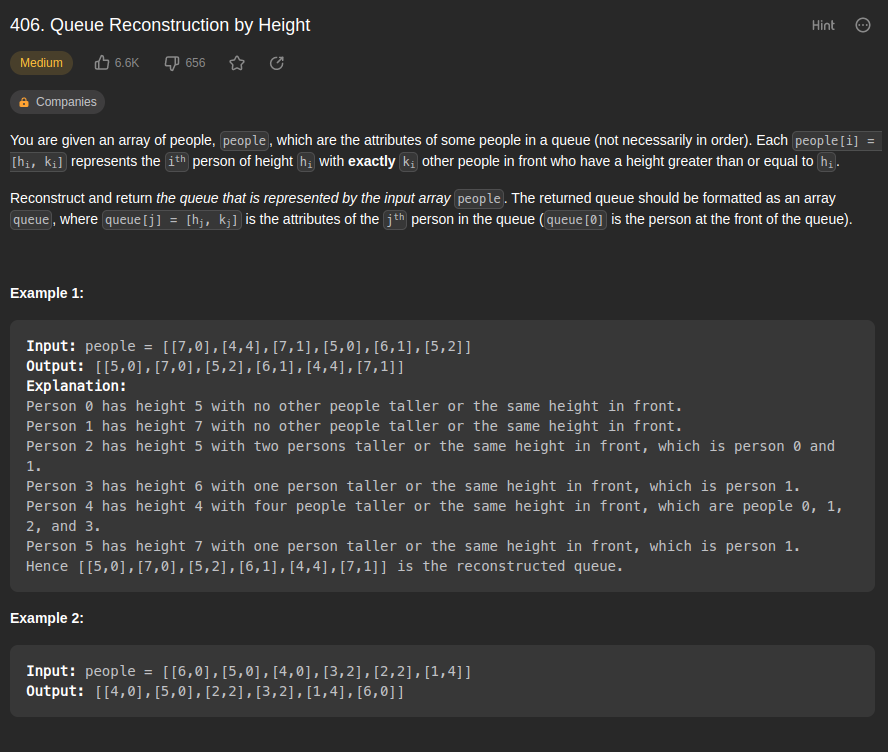 406. Queue Reconstruction by Height
Hint
Medium 6.6K 656
Companies
You are given an array of people, people, which are the attributes of some people in a queue (not necessarily in order). Each people[i] =
[hᵢ, kᵢ] represents the iᵗʰ person of height hᵢ with exactly kᵢ other people in front who have a height greater than or equal to hᵢ.
Reconstruct and return the queue that is represented by the input array people. The returned queue should be formatted as an array
queue, where queue[j] = [hⱼ, kⱼ] is the attributes of the jᵗʰ person in the queue (queue[0] is the person at the front of the queue).
Example 1:
Input: people = [[7,0],[4,4],[7,1],[5,0],[6,1],[5,2]]
Output: [[5,0],[7,0],[5,2],[6,1],[4,4],[7,1]]
Explanation:
Person 0 has height 5 with no other people taller or the same height in front.
Person 1 has height 7 with no other people taller or the same height in front.
Person 2 has height 5 with two persons taller or the same height in front, which is person 0 and
1.
Person 3 has height 6 with one person taller or the same height in front, which is person 1.
Person 4 has height 4 with four people taller or the same height in front, which are people 0, 1,
2, and 3.
Person 5 has height 7 with one person taller or the same height in front, which is person 1.
Hence [[5,0],[7,0],[5,2],[6,1],[4,4],[7,1]] is the reconstructed queue.
Example 2:
Input: people = [[6,0],[5,0],[4,0],[3,2],[2,2],[1,4]]
Output: [[4,0],[5,0],[2,2],[3,2],[1,4],[6,0]]